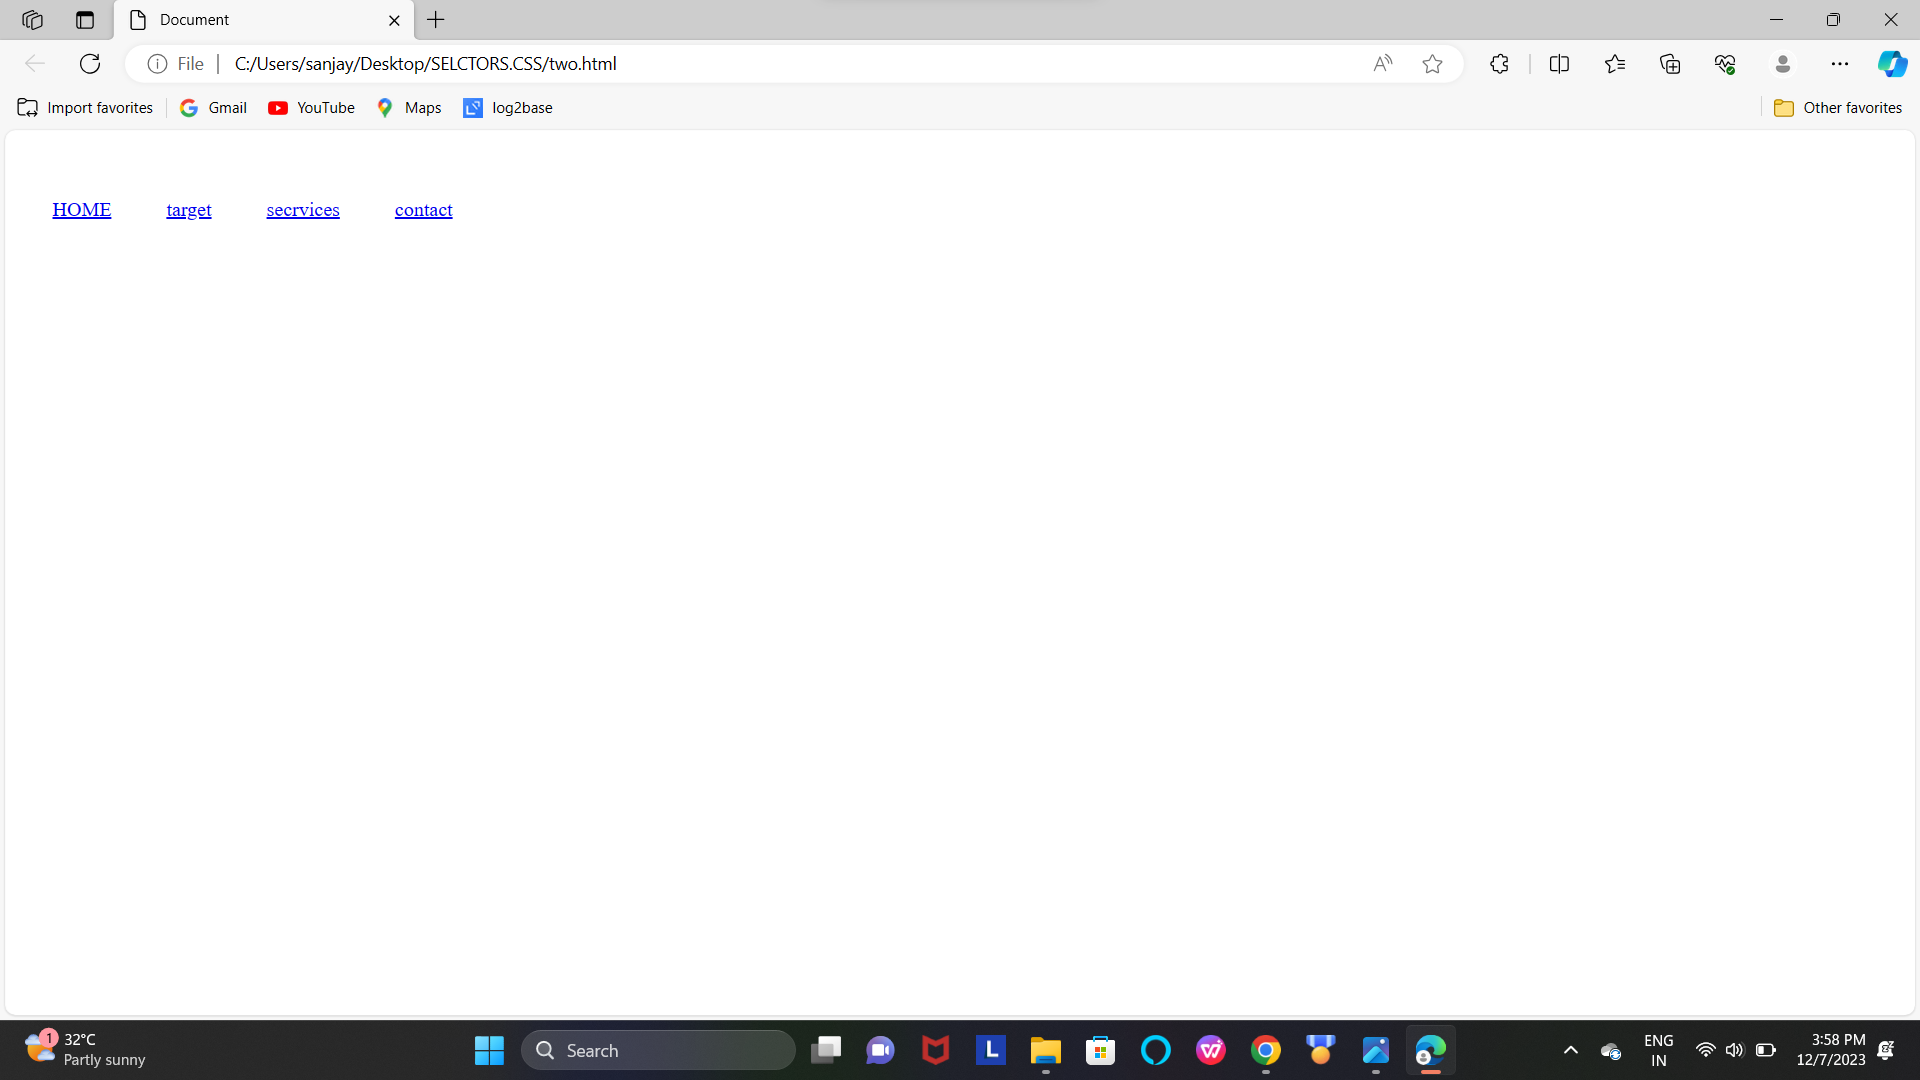 Document
File
C:/Users/sanjay/Desktop/SELCTORS.CSS/two.html
Import favorites Gmail YouTube Maps log2base Other favorites
HOME target secrvices contact
1
32°C
Partly sunny
Search
L
ENG
IN
3:58 PM
12/7/2023